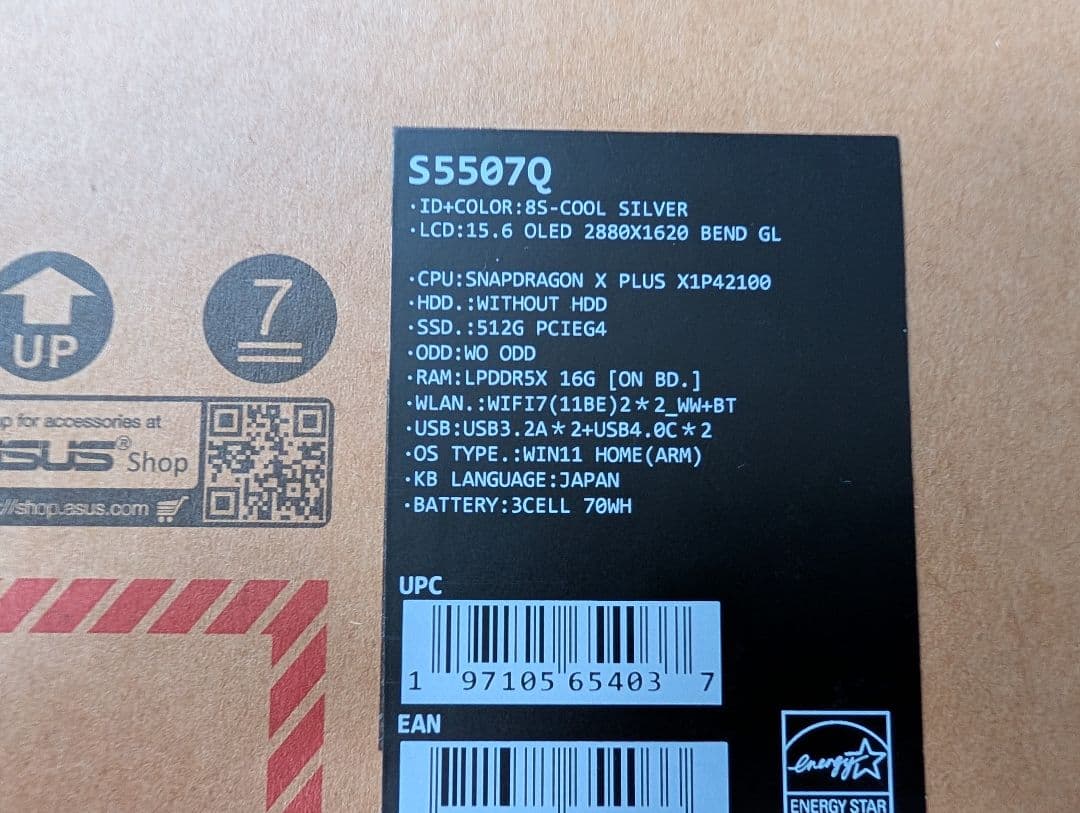 S5507Q
·ID+COLOR:8S-COOL SILVER
·LCD:15.6 OLED 2880X1620 BEND GL
·CPU:SNAPDRAGON X PLUS X1P42100
·HDD.:WITHOUT HDD
·SSD.:512G PCIEG4
·ODD:WO ODD
·RAM:LPDDR5X 16G [ON BD.]
·WLAN.:WIFI7(11BE)2*2_WW+BT
·USB:USB3.2A*2+USB4.0C*2
·OS TYPE.:WIN11 HOME(ARM)
·KB LANGUAGE:JAPAN
·BATTERY:3CELL 70WH
UPC
1 97105 65403 7
EAN
energy
ENERGY STAR
UP
7
p for accessories at
SUS® Shop
://shop.asus.com